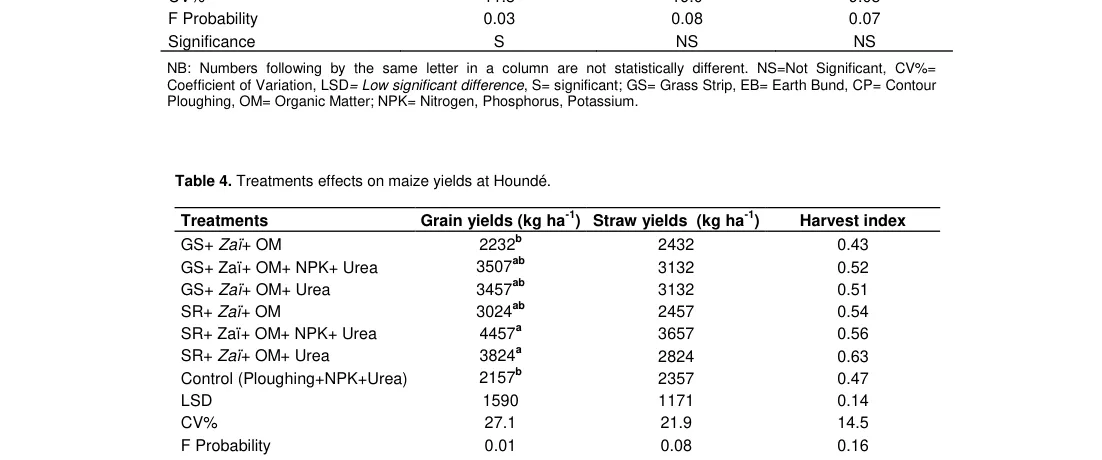 F Probability 0.03 0.08 0.07
Significance S NS NS
NB: Numbers following by the same letter in a column are not statistically different. NS=Not Significant, CV%=
Coefficient of Variation, LSD= Low significant difference, S= significant; GS= Grass Strip, EB= Earth Bund, CP= Contour
Ploughing, OM= Organic Matter; NPK= Nitrogen, Phosphorus, Potassium.
Table 4. Treatments effects on maize yields at Houndé.
Treatments Grain yields (kg ha-1) Straw yields (kg ha-1) Harvest index
GS+ Zaï+ OM 2232b 2432 0.43
GS+ Zaï+ OM+ NPK+ Urea 3507ab 3132 0.52
GS+ Zaï+ OM+ Urea 3457ab 3132 0.51
SR+ Zaï+ OM 3024ab 2457 0.54
SR+ Zaï+ OM+ NPK+ Urea 4457a 3657 0.56
SR+ Zaï+ OM+ Urea 3824a 2824 0.63
Control (Ploughing+NPK+Urea) 2157b 2357 0.47
LSD 1590 1171 0.14
CV% 27.1 21.9 14.5
F Probability 0.01 0.08 0.16